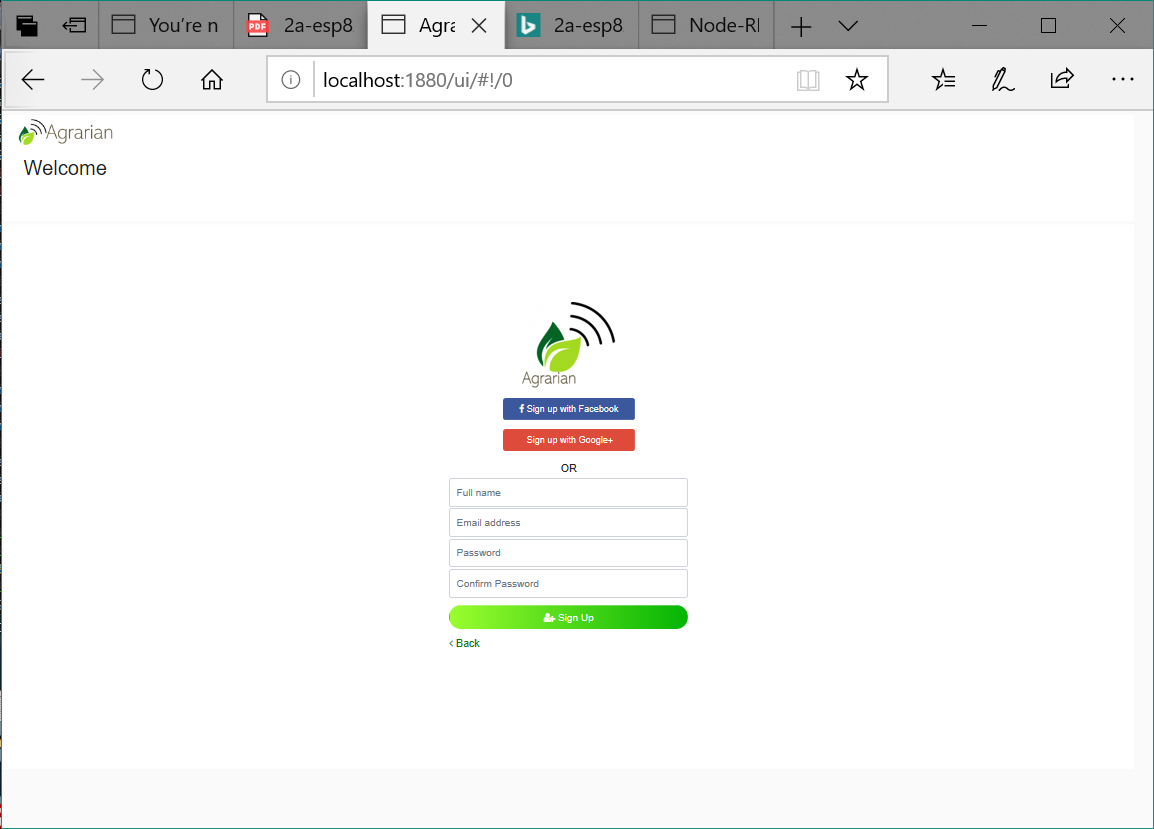 You're n
2a-esp8
Agra
2a-esp8
Node-RI
localhost:1880/ui/#!/0
Agrarian
Welcome
Agrarian
Sign up with Facebook
Sign up with Google+
OR
Full name
Email address
Password
Confirm Password
Sign Up
< Back